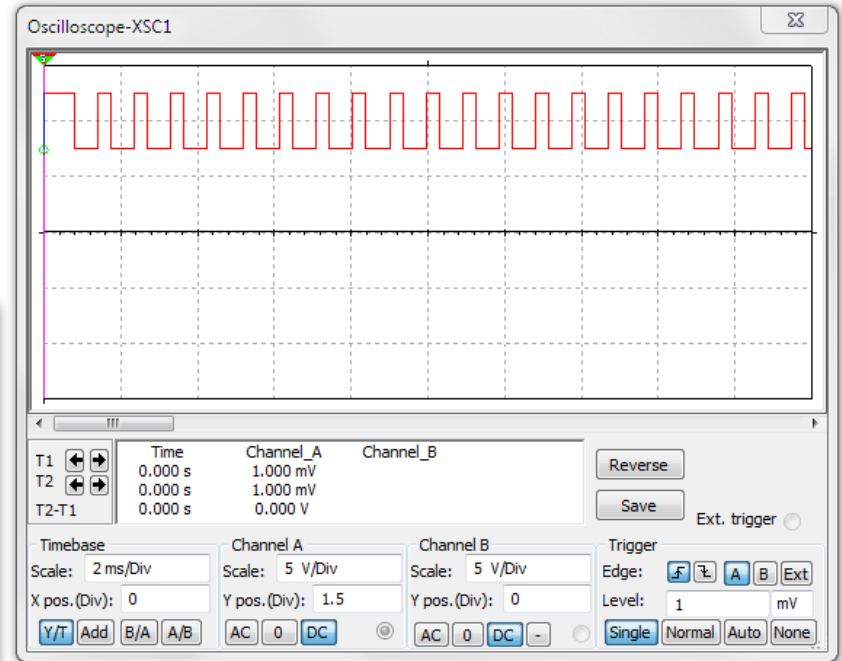 Oscilloscope-XSC1
T1
T2
T2-T1
Time Channel_A Channel_B
0.000 s 1.000 mV
0.000 s 1.000 mV
0.000 s 0.000 V
Reverse
Save
Ext. trigger
Timebase
Scale: 2 ms/Div
X pos.(Div): 0
Y/T Add B/A A/B
Channel A
Scale: 5 V/Div
Y pos.(Div): 1.5
AC 0 DC
Channel B
Scale: 5 V/Div
Y pos.(Div): 0
AC 0 DC -
Trigger
Edge: A B Ext
Level: 1 mV
Single Normal Auto None